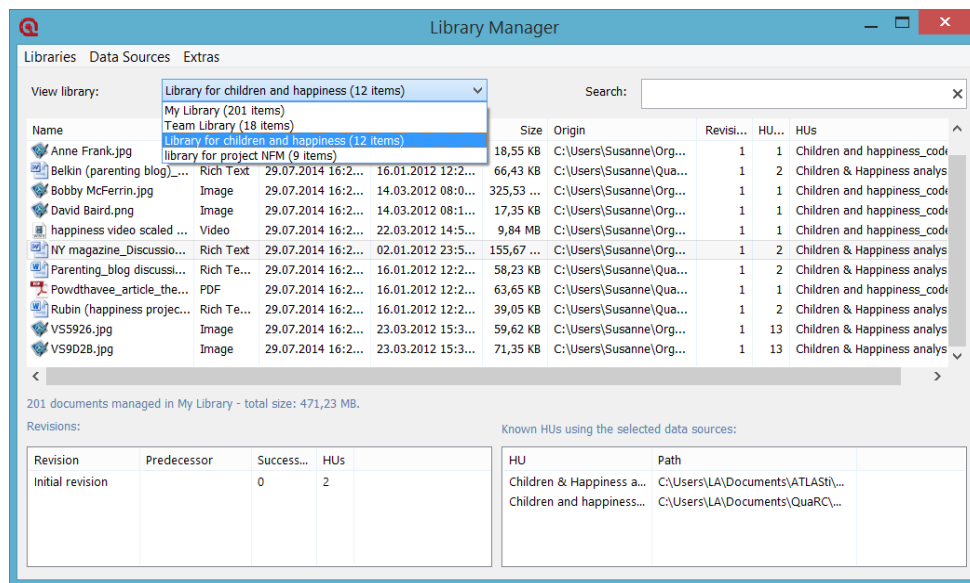 Library Manager
Libraries Data Sources Extras
View library: Library for children and happiness (12 items) Search:
My Library (201 items)
Team Library (18 items)
Library for children and happiness (12 items)
library for project NFM (9 items)
Name Size Origin Revisi... HU... HUs
Anne Frank.jpg 18,55 KB C:\Users\Susanne\Org... 1 1 Children and happiness_code
Belkin (parenting blog)_... Rich Text 29.07.2014 16:2... 16.01.2012 12:2... 66,43 KB C:\Users\Susanne\Qua... 1 2 Children & Happiness analys
Bobby McFerrin.jpg Image 29.07.2014 16:2... 14.03.2012 08:0... 325,53 ... C:\Users\Susanne\Org... 1 1 Children and happiness_code
David Baird.png Image 29.07.2014 16:2... 14.03.2012 08:1... 17,35 KB C:\Users\Susanne\Org... 1 1 Children and happiness_code
happiness video scaled ... Video 29.07.2014 16:2... 22.03.2012 14:5... 9,84 MB C:\Users\Susanne\Org... 1 1 Children and happiness_code
NY magazine_Discussio... Rich Text 29.07.2014 16:2... 02.01.2012 23:5... 155,67 ... C:\Users\Susanne\Org... 1 2 Children & Happiness analys
Parenting_blog discussi... Rich Te... 29.07.2014 16:2... 16.01.2012 12:2... 58,23 KB C:\Users\Susanne\Qua... 1 2 Children & Happiness analys
Powdthavee_article_the... PDF 29.07.2014 16:2... 16.01.2012 12:2... 63,65 KB C:\Users\Susanne\Qua... 1 1 Children and happiness_code
Rubin (happiness projec... Rich Te... 29.07.2014 16:2... 16.01.2012 12:2... 39,05 KB C:\Users\Susanne\Qua... 1 2 Children & Happiness analys
VS5926.jpg Image 29.07.2014 16:2... 23.03.2012 15:3... 59,62 KB C:\Users\Susanne\Org... 1 13 Children & Happiness analys
VS9D2B.jpg Image 29.07.2014 16:2... 23.03.2012 15:3... 71,35 KB C:\Users\Susanne\Org... 1 13 Children & Happiness analys
201 documents managed in My Library - total size: 471,23 MB.
Revisions: Known HUs using the selected data sources:
Revision Predecessor Success... HUs HU Path
Initial revision 0 2 Children & Happiness a... C:\Users\LA\Documents\ATLASti\...
Children and happiness... C:\Users\LA\Documents\QuaRC\...